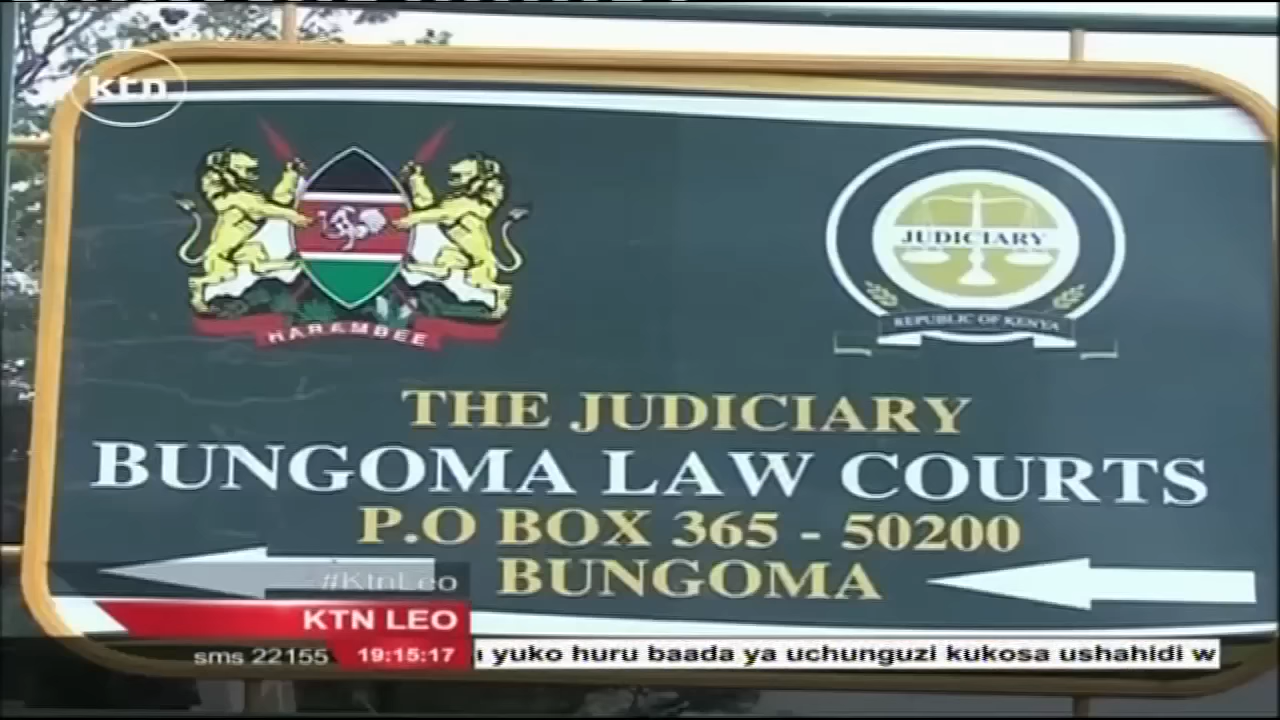 ktn
JUDICIARY
REPUBLIC OF KENYA
HARAMBEE
THE JUDICIARY
BUNGOMA LAW COURTS
P.O BOX 365 - 50200
BUNGOMA
#KtnLeo
KTN LEO
sms 22155 19:15:17 yuko huru baada ya uchunguzi kukosa ushahidi w